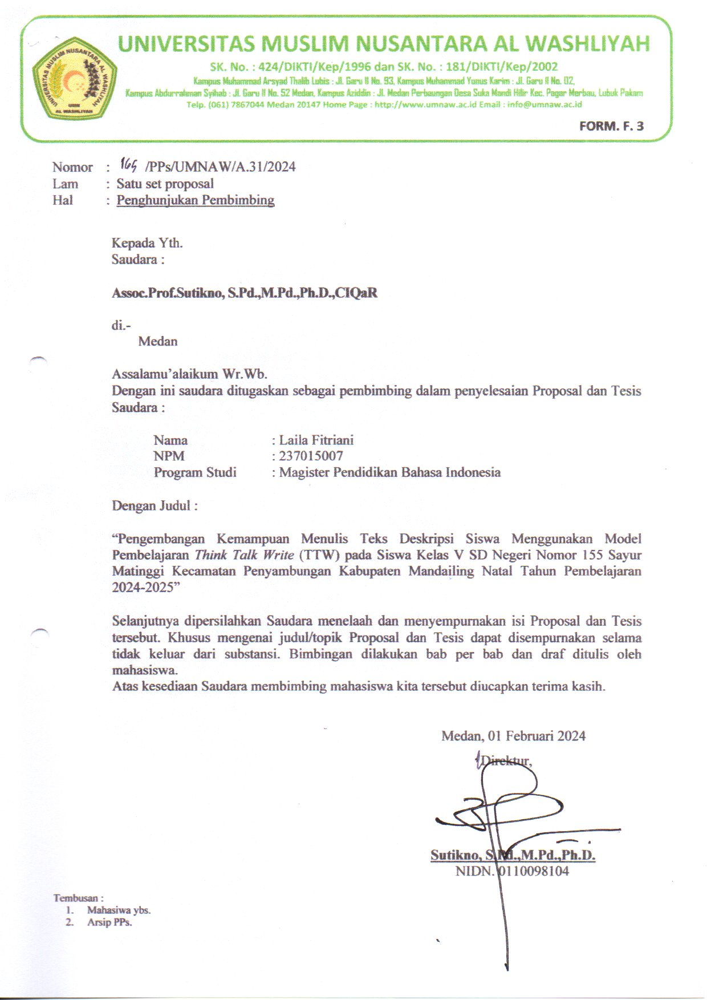 UNIVERSITAS MUSLIM NUSANTARA AL WASHLIYAH
SK. No. : 424/DIKTI/Kep/1996 dan SK. No. : 181/DIKTI/Kep/2002
Kampus Muhammad Arsyad Thalib Lubis : Jl. Garu II No. 93, Kampus Muhammad Yunus Karim : Jl. Garu II No. 02,
Kampus Abdurrahman Syihab : Jl. Garu II No. 52 Medan, Kampus Aziddin : Jl. Medan Perbaungan Desa Suka Mandi Hilir Kec. Pagar Merbau, Lubuk Pakam
Telp. (061) 7867044 Medan 20147 Home Page : http://www.umnaw.ac.id Email : info@umnaw.ac.id
UNIVERSITAS MUSLIM NUSANTARA AL WASHLIYAH
UMN
AL WASHLIYAH
FORM. F. 3
Nomor : /PPs/UMNAW/A.31/2024
Lam : Satu set proposal
Hal : Penghunjukan Pembimbing
Kepada Yth.
Saudara :
Assoc.Prof.Sutikno, S.Pd.,M.Pd.,Ph.D.,CIQaR
di.-
Medan
Assalamu’alaikum Wr.Wb.
Dengan ini saudara ditugaskan sebagai pembimbing dalam penyelesaian Proposal dan Tesis
Saudara :
Nama : Laila Fitriani
NPM : 237015007
Program Studi : Magister Pendidikan Bahasa Indonesia
Dengan Judul :
“Pengembangan Kemampuan Menulis Teks Deskripsi Siswa Menggunakan Model
Pembelajaran Think Talk Write (TTW) pada Siswa Kelas V SD Negeri Nomor 155 Sayur
Matinggi Kecamatan Penyambungan Kabupaten Mandailing Natal Tahun Pembelajaran
2024-2025”
Selanjutnya dipersilahkan Saudara menelaah dan menyempurnakan isi Proposal dan Tesis
tersebut. Khusus mengenai judul/topik Proposal dan Tesis dapat disempurnakan selama
tidak keluar dari substansi. Bimbingan dilakukan bab per bab dan draf ditulis oleh
mahasiswa.
Atas kesediaan Saudara membimbing mahasiswa kita tersebut diucapkan terima kasih.
Medan, 01 Februari 2024
Direktur,
Sutikno, S.Pd.,M.Pd.,Ph.D.
NIDN. 0110098104
Tembusan :
1. Mahasiwa ybs.
2. Arsip PPs.